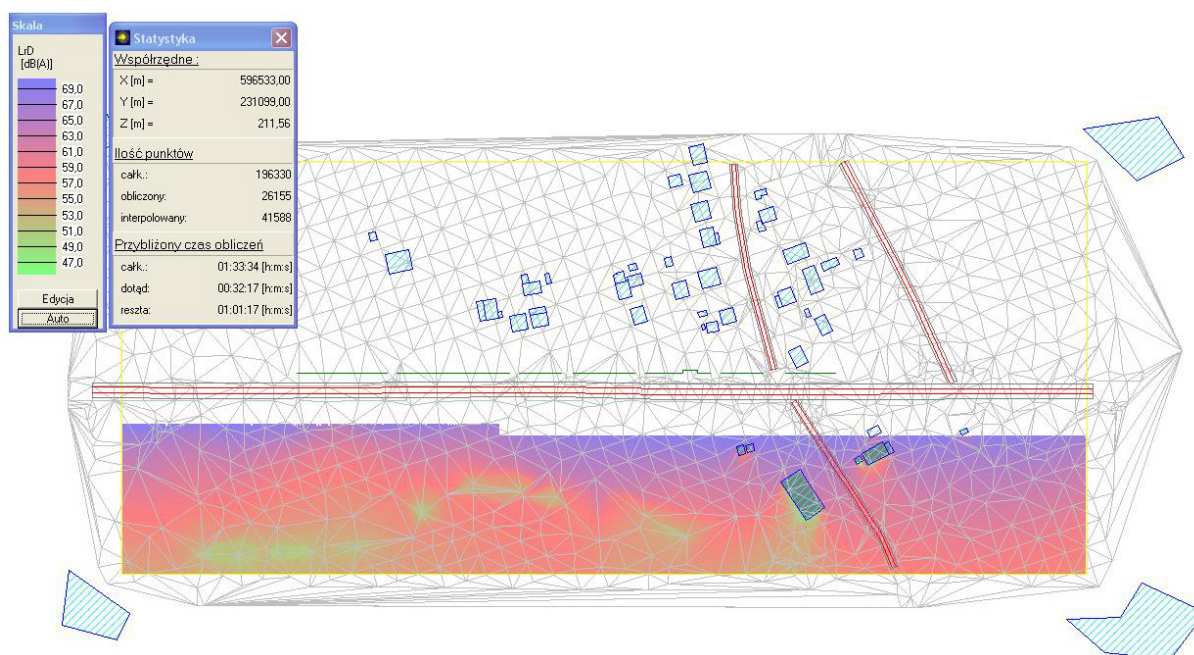 Skala
LrD
[dB(A)]
69,0
67,0
65,0
63,0
61,0
59,0
57,0
55,0
53,0
51,0
49,0
47,0
Edycja
Auto
Statystyka
Współrzędne :
X [m] = 596533,00
Y [m] = 231099,00
Z [m] = 211,56
Ilość punktów
całk.: 196330
obliczony: 26155
interpolowany: 41588
Przybliżony czas obliczeń
całk.: 01:33:34 [h:m:s]
dotąd: 00:32:17 [h:m:s]
reszta: 01:01:17 [h:m:s]